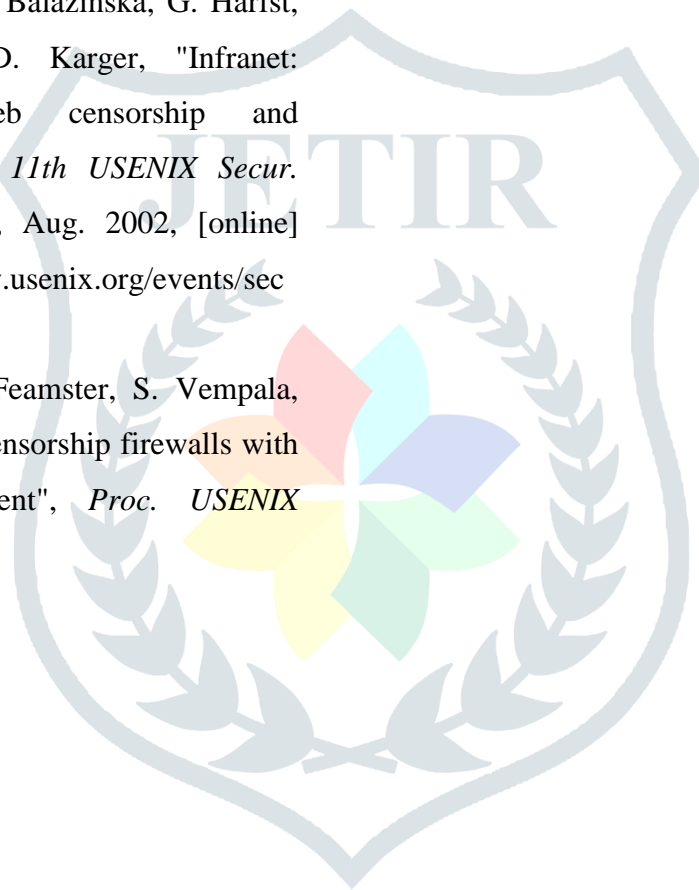 Balazinska, G. Harfst,
D. Karger, "Infranet:
censorship and
11th USENIX Secur.
Aug. 2002, [online]
.usenix.org/events/sec
Feamster, S. Vempala,
ensorship firewalls with
ent", Proc. USENIX
JETIR